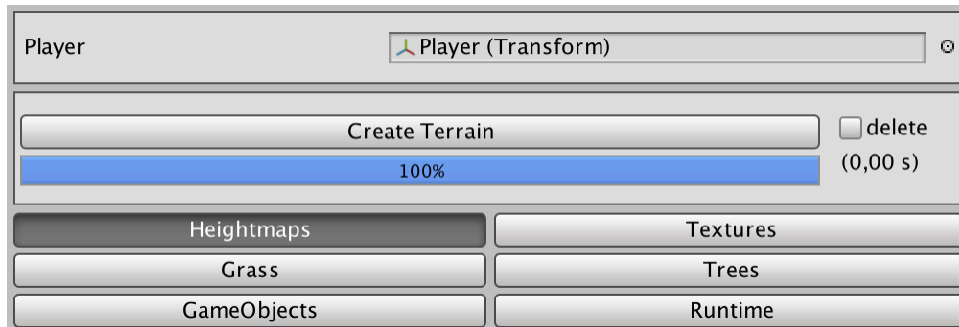 Player Player (Transform)
Create Terrain delete
100% (0,00 s)
Heightmaps Textures
Grass Trees
GameObjects Runtime